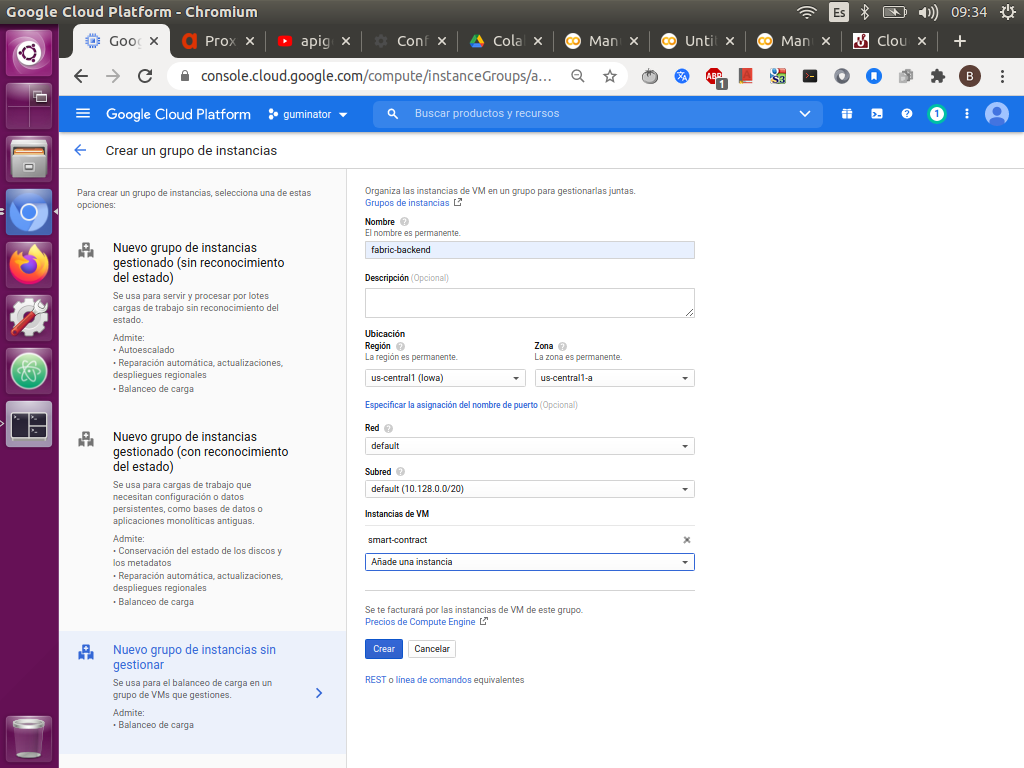 Google Cloud Platform - Chromium
Es
09:34
Goo
Prox
apig
Conf
Cola
Man
Unti
Man
Clou
console.cloud.google.com/compute/instanceGroups/a...
ABP
1
B
Google Cloud Platform
guminator
Buscar productos y recursos
1
Crear un grupo de instancias
Para crear un grupo de instancias, selecciona una de estas
opciones:
Nuevo grupo de instancias
gestionado (sin reconocimiento
del estado)
Se usa para servir y procesar por lotes
cargas de trabajo sin reconocimiento del
estado.
Admite:
• Autoescalado
• Reparación automática, actualizaciones,
despliegues regionales
• Balanceo de carga
Nuevo grupo de instancias
gestionado (con reconocimiento
del estado)
Se usa para cargas de trabajo que
necesitan configuración o datos
persistentes, como bases de datos o
aplicaciones monolíticas antiguas.
Admite:
• Conservación del estado de los discos y
los metadatos
• Reparación automática, actualizaciones,
despliegues regionales
• Balanceo de carga
Nuevo grupo de instancias sin
gestionar
Se usa para el balanceo de carga en un
grupo de VMs que gestiones.
Admite:
• Balanceo de carga
Organiza las instancias de VM en un grupo para gestionarlas juntas.
Grupos de instancias
Nombre
El nombre es permanente.
fabric-backend
Descripción (Opcional)
Ubicación
Región
La región es permanente.
us-central1 (Iowa)
Zona
La zona es permanente.
us-central1-a
Especificar la asignación del nombre de puerto (Opcional)
Red
default
Subred
default (10.128.0.0/20)
Instancias de VM
smart-contract
Añade una instancia
Se te facturará por las instancias de VM de este grupo.
Precios de Compute Engine
Crear
Cancelar
REST o línea de comandos equivalentes